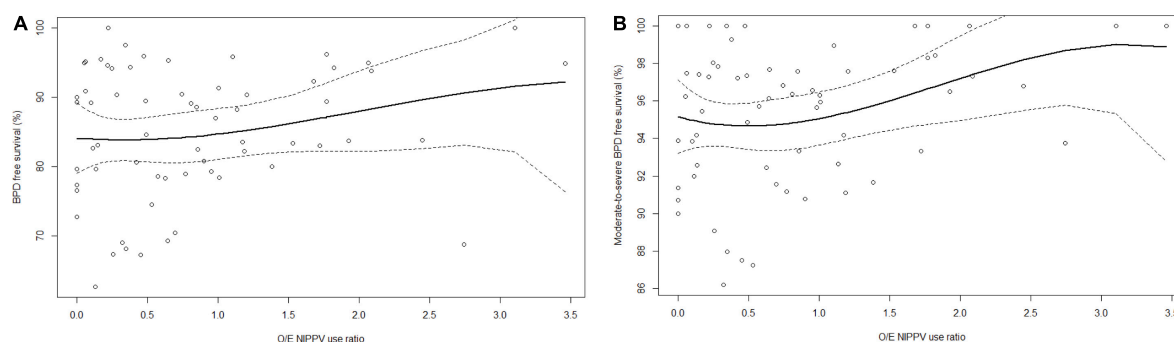 A
BPD free survival (%)
100
90
80
70
0.0 0.5 1.0 1.5 2.0 2.5 3.0 3.5
O/E NIPPV use ratio
B
Moderate-to-severe BPD free survival (%)
100
98
96
94
92
90
88
86
0.0 0.5 1.0 1.5 2.0 2.5 3.0 3.5
O/E NIPPV use ratio